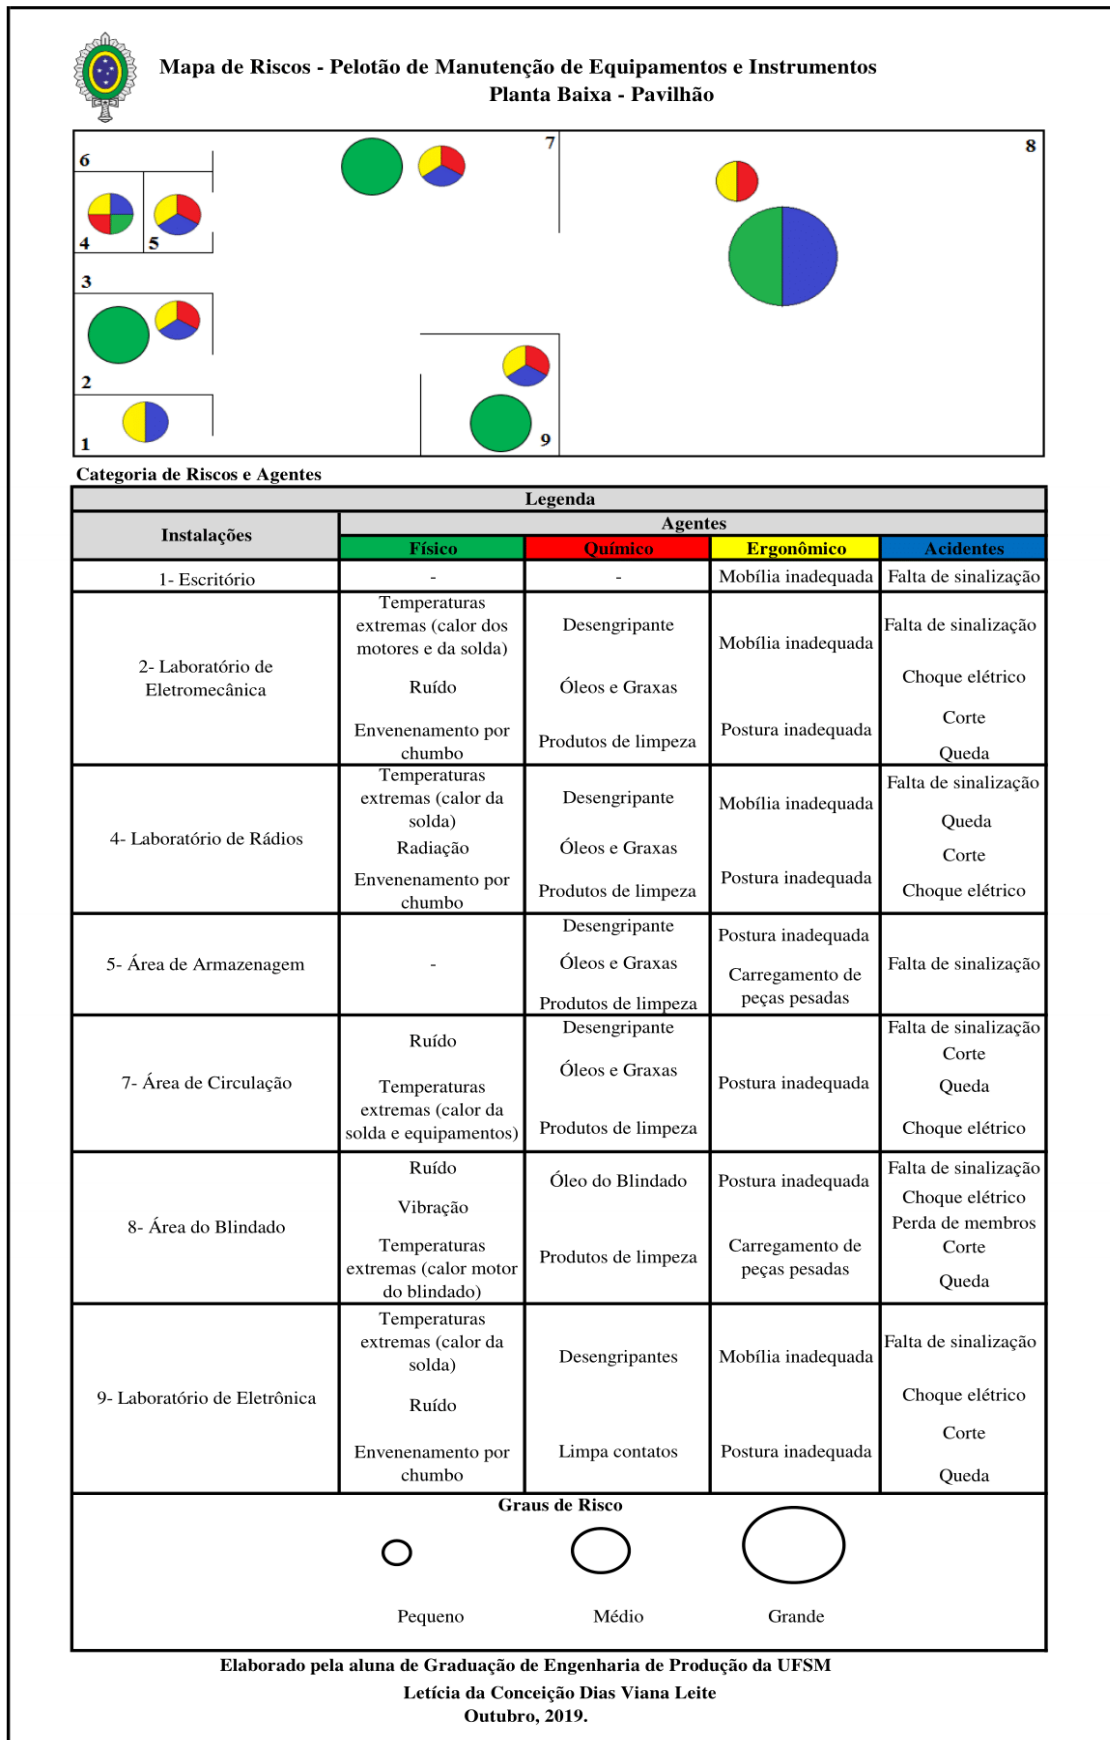 Mapa de Riscos - Pelotão de Manutenção de Equipamentos e Instrumentos
Planta Baixa - Pavilhão
6
7
8
4
5
3
2
1
9
Categoria de Riscos e Agentes
Legenda
Instalações
Agentes
Físico
Químico
Ergonômico
Acidentes
1- Escritório
-
-
Mobília inadequada
Falta de sinalização
2- Laboratório de
Eletromecânica
Temperaturas
extremas (calor dos
motores e da solda)
Ruído
Envenenamento por
chumbo
Desengripante
Óleos e Graxas
Produtos de limpeza
Mobília inadequada
Postura inadequada
Falta de sinalização
Choque elétrico
Corte
Queda
4- Laboratório de Rádios
Temperaturas
extremas (calor da
solda)
Radiação
Envenenamento por
chumbo
Desengripante
Óleos e Graxas
Produtos de limpeza
Mobília inadequada
Postura inadequada
Falta de sinalização
Queda
Corte
Choque elétrico
5- Área de Armazenagem
-
Desengripante
Óleos e Graxas
Produtos de limpeza
Postura inadequada
Carregamento de
peças pesadas
Falta de sinalização
7- Área de Circulação
Ruído
Temperaturas
extremas (calor da
solda e equipamentos)
Desengripante
Óleos e Graxas
Produtos de limpeza
Postura inadequada
Falta de sinalização
Corte
Queda
Choque elétrico
8- Área do Blindado
Ruído
Vibração
Temperaturas
extremas (calor motor
do blindado)
Óleo do Blindado
Produtos de limpeza
Postura inadequada
Carregamento de
peças pesadas
Falta de sinalização
Choque elétrico
Perda de membros
Corte
Queda
9- Laboratório de Eletrônica
Temperaturas
extremas (calor da
solda)
Ruído
Envenenamento por
chumbo
Desengripantes
Limpa contatos
Mobília inadequada
Postura inadequada
Falta de sinalização
Choque elétrico
Corte
Queda
Graus de Risco
Pequeno
Médio
Grande
Elaborado pela aluna de Graduação de Engenharia de Produção da UFSM
Letícia da Conceição Dias Viana Leite
Outubro, 2019.